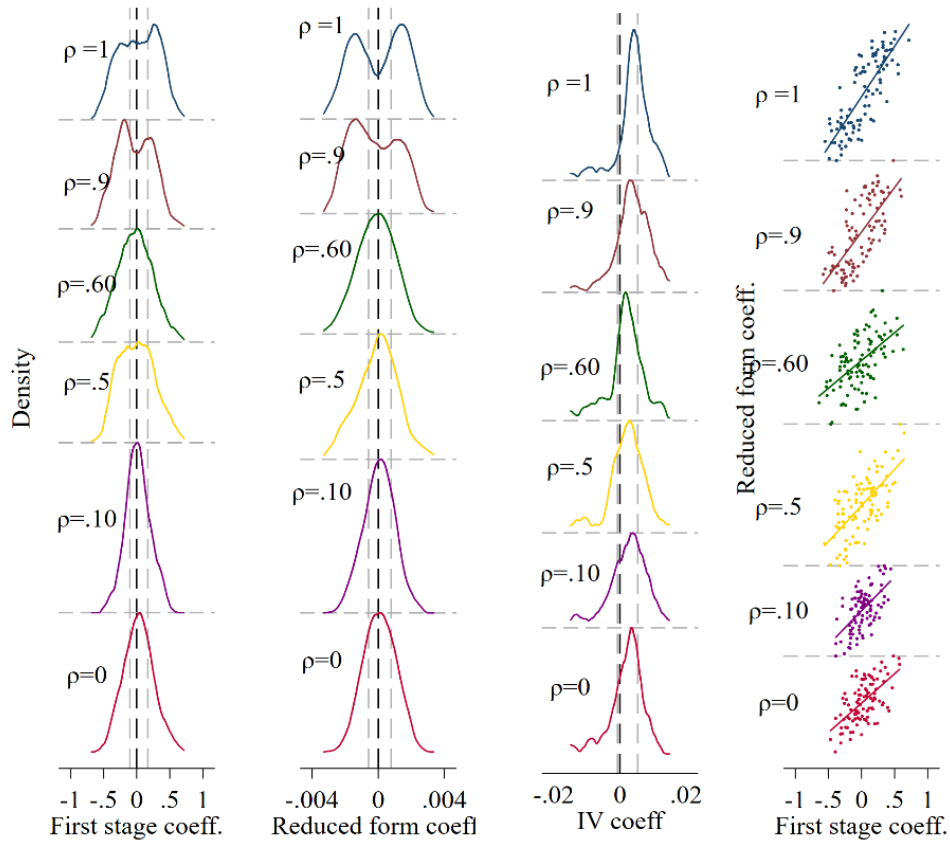 Density
ρ =1
ρ=.9
ρ=.60
ρ=.5
ρ=.10
ρ=0
-1 -.5 0 .5 1
First stage coeff.
ρ =1
ρ=.9
ρ=.60
ρ=.5
ρ=.10
ρ=0
-.004 0 .004
Reduced form coefl
ρ =1
ρ=.9
ρ=.60
ρ=.5
ρ=.10
ρ=0
-.02 0 .02
IV coeff
Reduced form coeff.
ρ =1
ρ=.9
ρ=.60
ρ=.5
ρ=.10
ρ=0
-1 -.5 0 .5 1
First stage coeff.